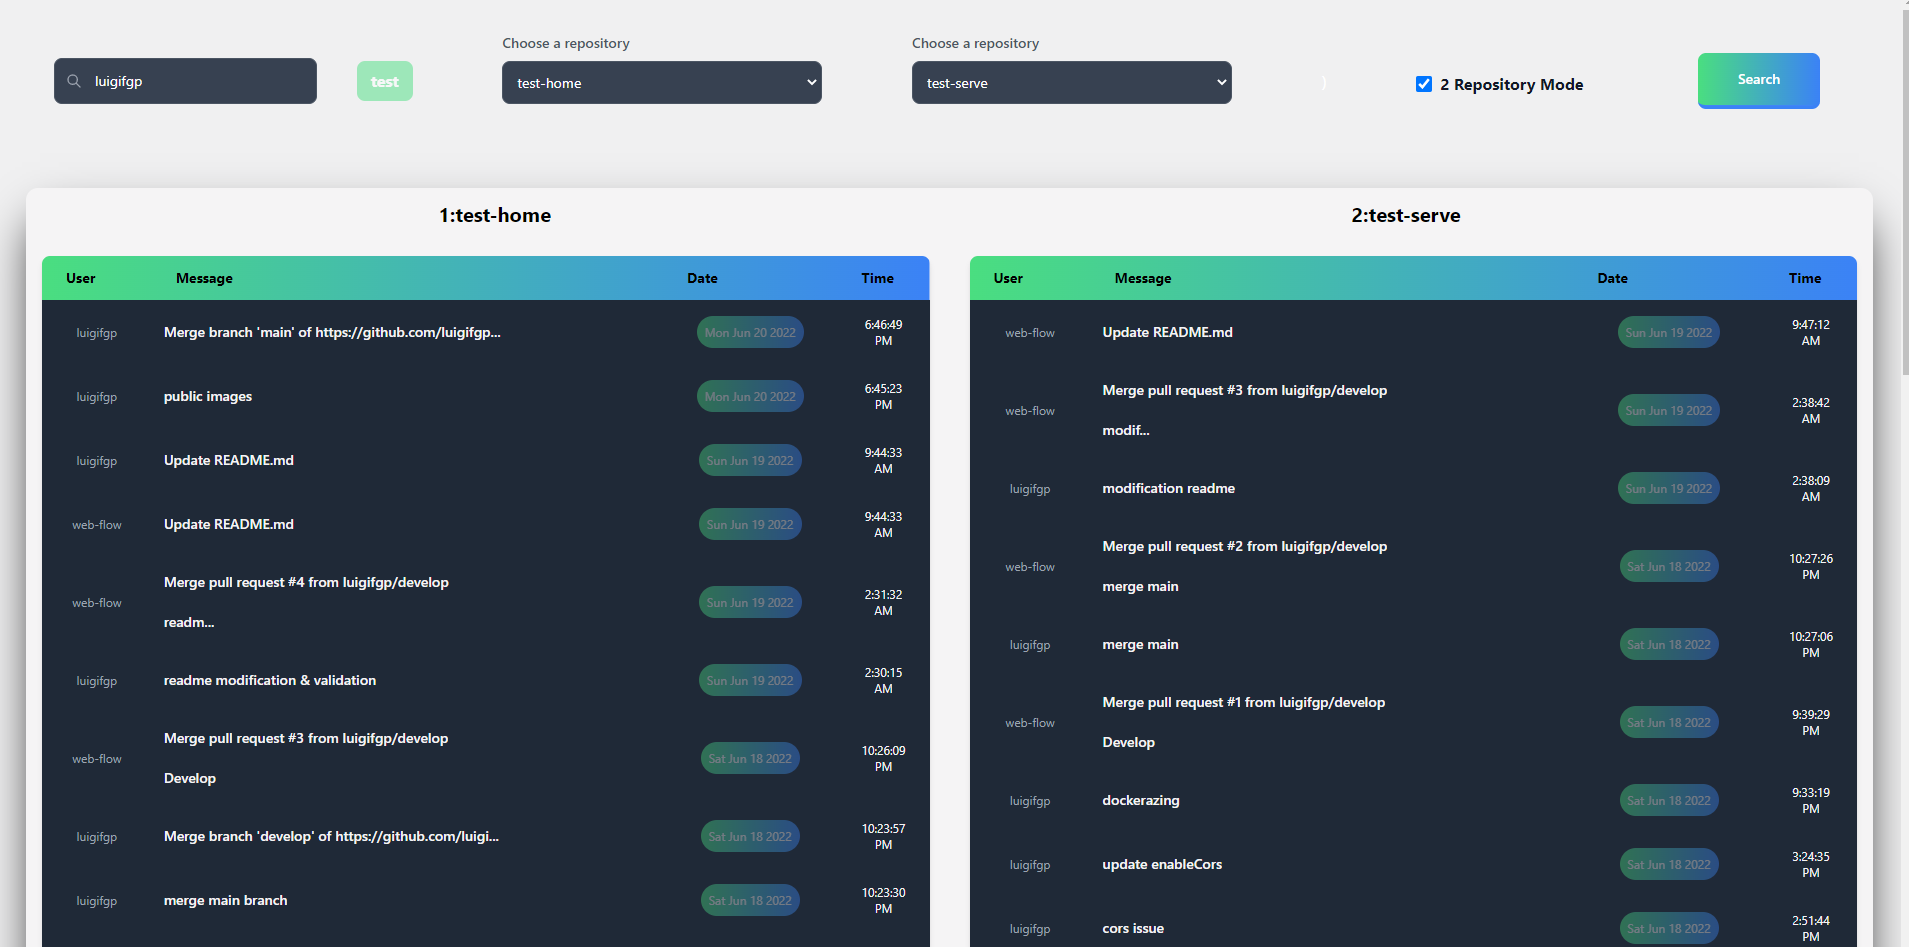 Choose a repository
Choose a repository
luigifgp
test
test-home
test-serve
)
2 Repository Mode
Search
1:test-home
User Message Date Time
luigifgp Merge branch 'main' of https://github.com/luigifgp... Mon Jun 20 2022 6:46:49 PM
luigifgp public images Mon Jun 20 2022 6:45:23 PM
luigifgp Update README.md Sun Jun 19 2022 9:44:33 AM
web-flow Update README.md Sun Jun 19 2022 9:44:33 AM
web-flow Merge pull request #4 from luigifgp/develop
readm... Sun Jun 19 2022 2:31:32 AM
luigifgp readme modification & validation Sun Jun 19 2022 2:30:15 AM
web-flow Merge pull request #3 from luigifgp/develop
Develop Sat Jun 18 2022 10:26:09 PM
luigifgp Merge branch 'develop' of https://github.com/luigi... Sat Jun 18 2022 10:23:57 PM
luigifgp merge main branch Sat Jun 18 2022 10:23:30 PM
2:test-serve
User Message Date Time
web-flow Update README.md Sun Jun 19 2022 9:47:12 AM
web-flow Merge pull request #3 from luigifgp/develop
modif... Sun Jun 19 2022 2:38:42 AM
luigifgp modification readme Sun Jun 19 2022 2:38:09 AM
web-flow Merge pull request #2 from luigifgp/develop
merge main Sat Jun 18 2022 10:27:26 PM
luigifgp merge main Sat Jun 18 2022 10:27:06 PM
web-flow Merge pull request #1 from luigifgp/develop
Develop Sat Jun 18 2022 9:39:29 PM
luigifgp dockerazing Sat Jun 18 2022 9:33:19 PM
luigifgp update enableCors Sat Jun 18 2022 3:24:35 PM
luigifgp cors issue Sat Jun 18 2022 2:51:44 PM